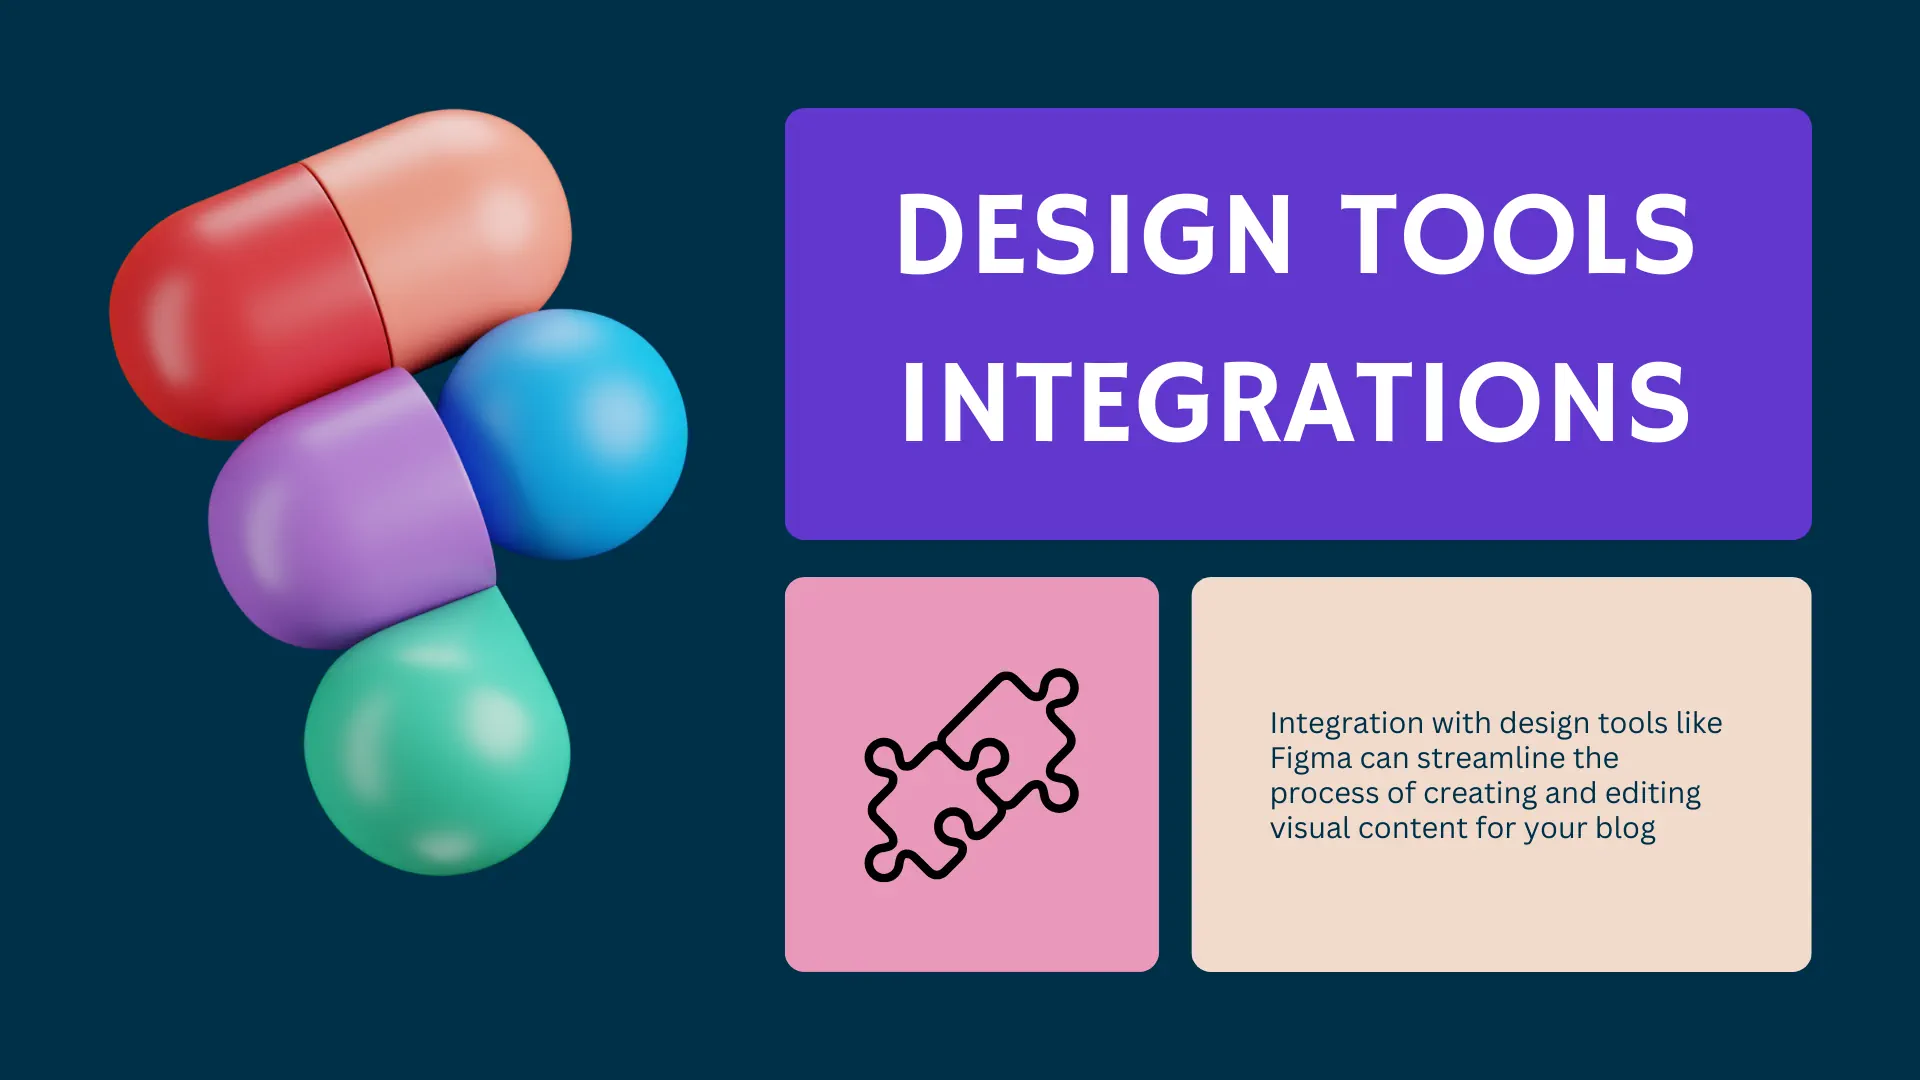 DESIGN TOOLS
INTEGRATIONS
Integration with design tools like
Figma can streamline the
process of creating and editing
visual content for your blog